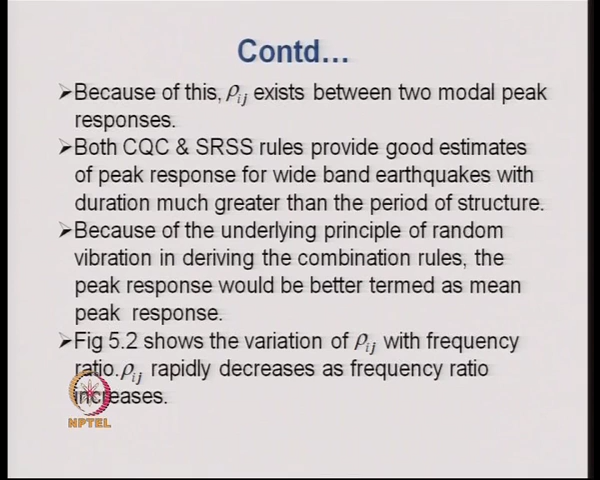 Contd…
➢Because of this, ρij exists between two modal peak
responses.
➢Both CQC & SRSS rules provide good estimates
of peak response for wide band earthquakes with
duration much greater than the period of structure.
➢Because of the underlying principle of random
vibration in deriving the combination rules, the
peak response would be better termed as mean
peak response.
➢Fig 5.2 shows the variation of ρij with frequency
ratio. ρij rapidly decreases as frequency ratio
increases.
NPTEL